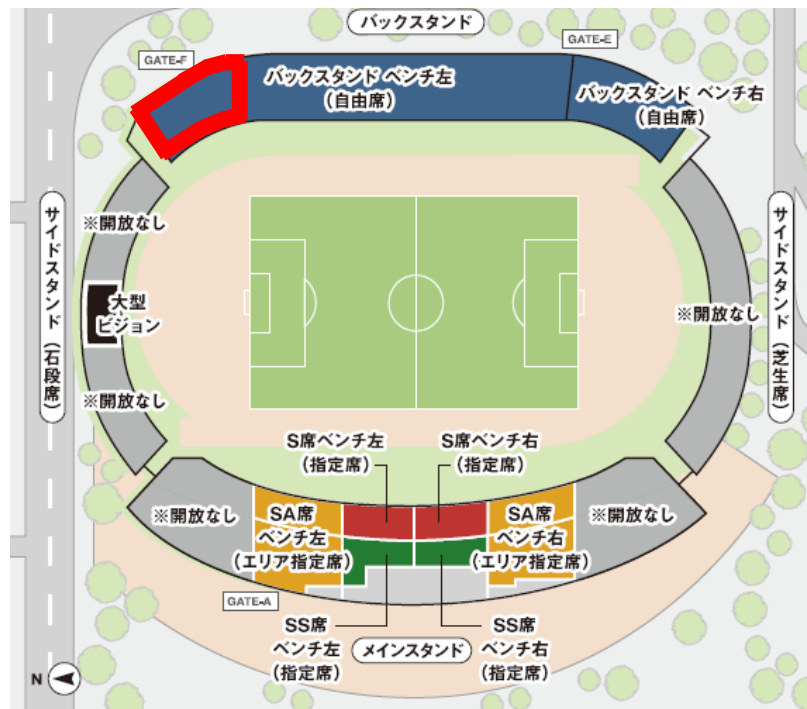 バックスタンド
GATE-F
GATE-E
バックスタンド ベンチ左
(自由席)
バックスタンド ベンチ右
(自由席)
※開放なし
サイドスタンド(石段席)
大型
ビジョン
※開放なし
※開放なし
サイドスタンド(芝生席)
S席ベンチ左
(指定席)
S席ベンチ右
(指定席)
※開放なし
SA席
ベンチ左
(エリア指定席)
SA席
ベンチ右
(エリア指定席)
※開放なし
GATE-A
SS席
ベンチ左
(指定席)
メインスタンド
SS席
ベンチ右
(指定席)
N